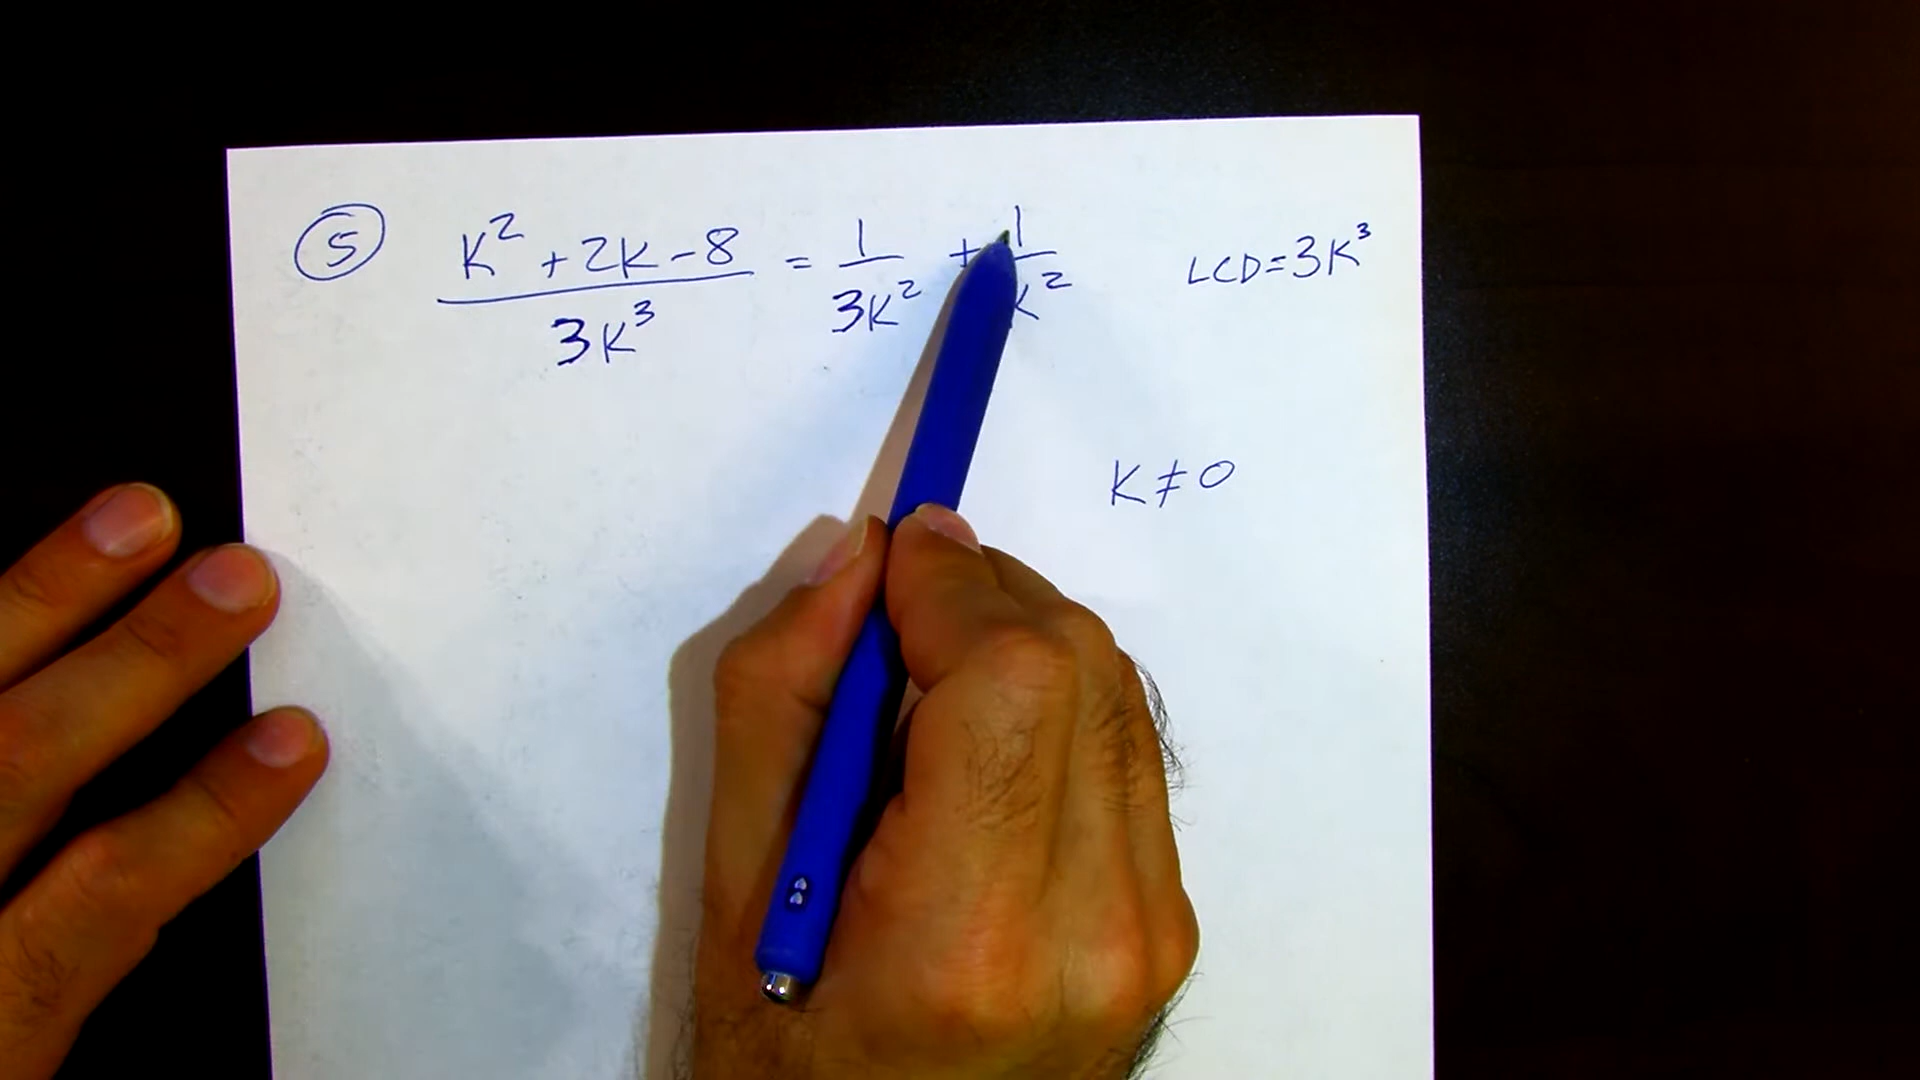 5 K²+2K-8/3K³ = 1/3K² + 1/K² LCD=3K³
K≠0